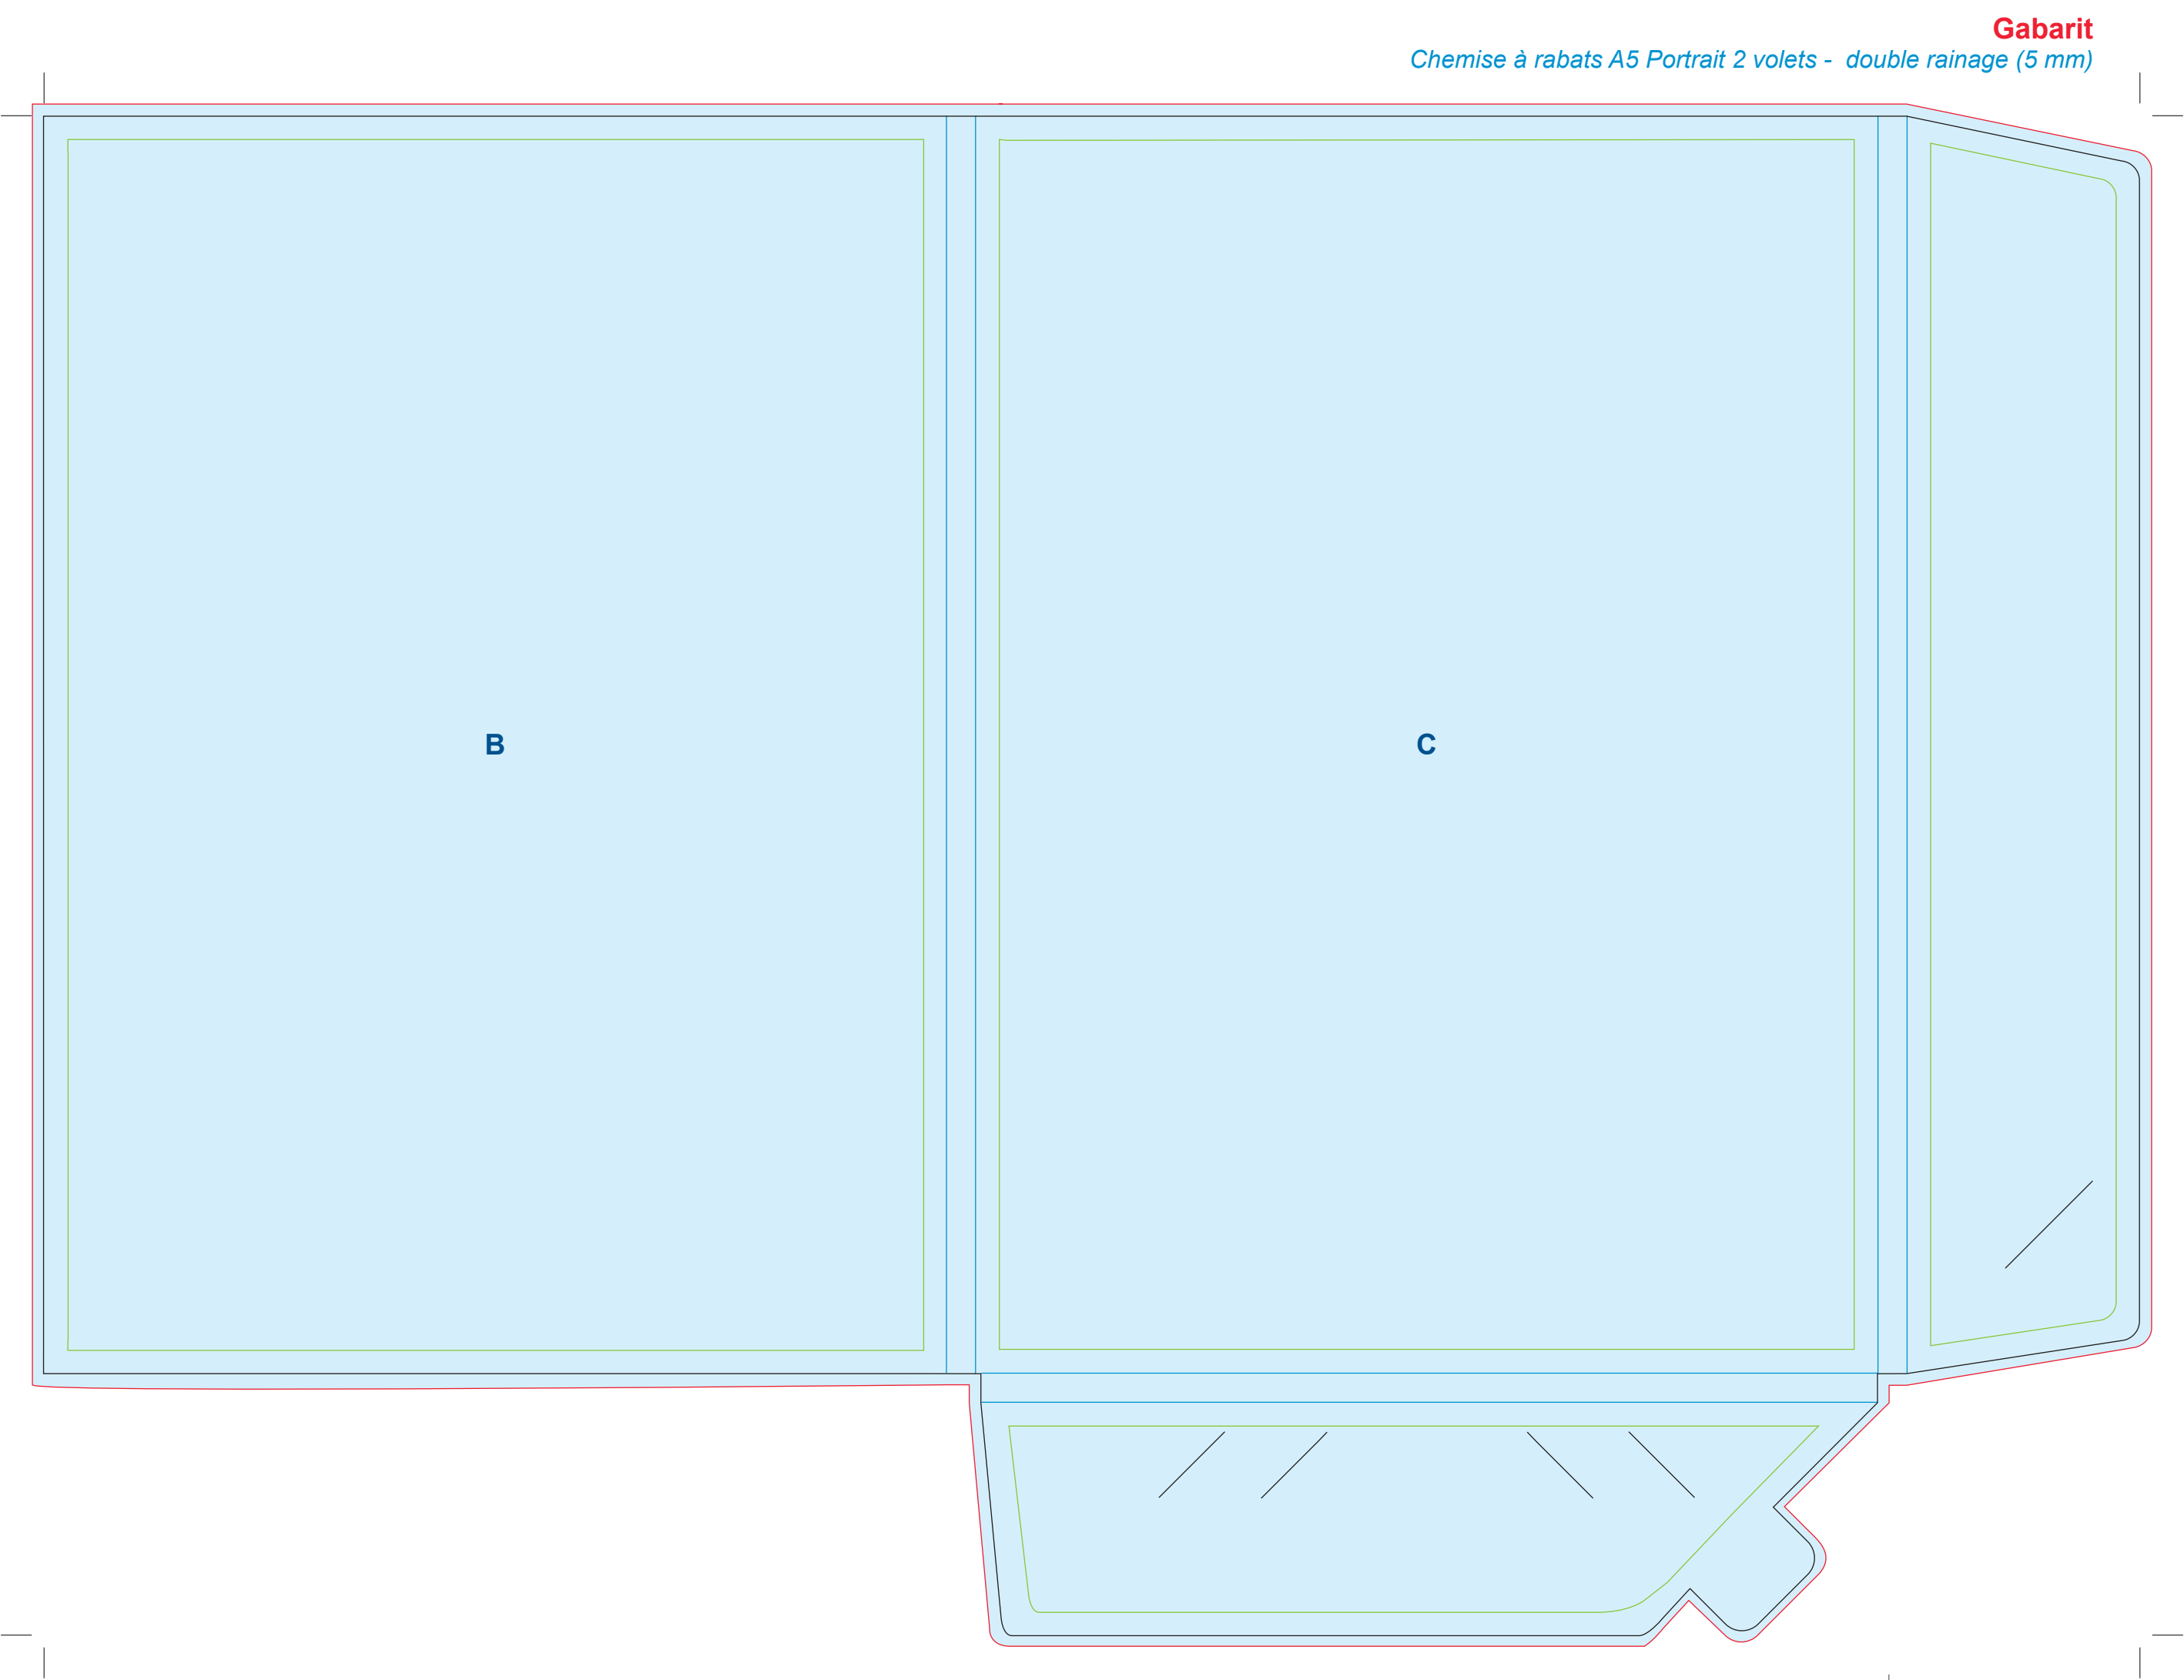 Gabarit
Chemise à rabats A5 Portrait 2 volets - double rainage (5 mm)
B
C